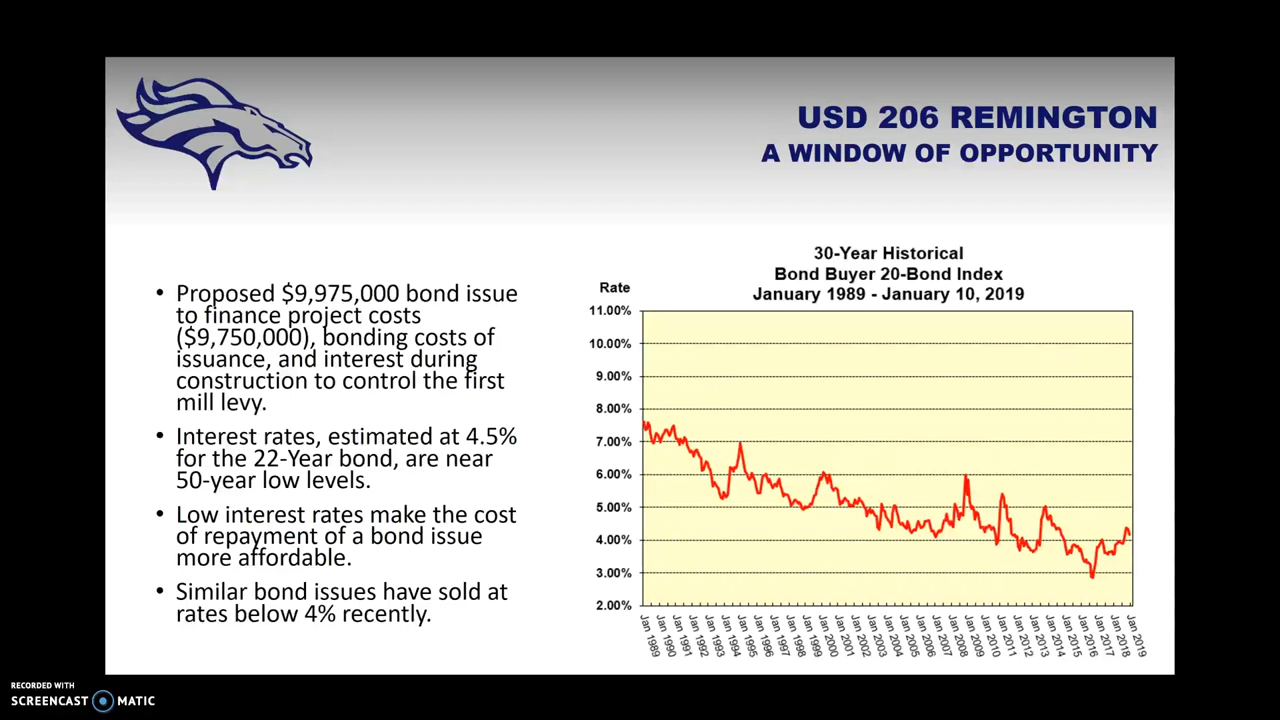 USD 206 REMINGTON
A WINDOW OF OPPORTUNITY
• Proposed $9,975,000 bond issue
to finance project costs
($9,750,000), bonding costs of
issuance, and interest during
construction to control the first
mill levy.
• Interest rates, estimated at 4.5%
for the 22-Year bond, are near
50-year low levels.
• Low interest rates make the cost
of repayment of a bond issue
more affordable.
• Similar bond issues have sold at
rates below 4% recently.
30-Year Historical
Bond Buyer 20-Bond Index
January 1989 - January 10, 2019
Rate
11.00%
10.00%
9.00%
8.00%
7.00%
6.00%
5.00%
4.00%
3.00%
2.00%
Jan 1989
Jan 1990
Jan 1991
Jan 1992
Jan 1993
Jan 1994
Jan 1995
Jan 1996
Jan 1997
Jan 1998
Jan 1999
Jan 2000
Jan 2001
Jan 2002
Jan 2003
Jan 2004
Jan 2005
Jan 2006
Jan 2007
Jan 2008
Jan 2009
Jan 2010
Jan 2011
Jan 2012
Jan 2013
Jan 2014
Jan 2015
Jan 2016
Jan 2017
Jan 2018
Jan 2019
RECORDED WITH
SCREENCAST MATIC